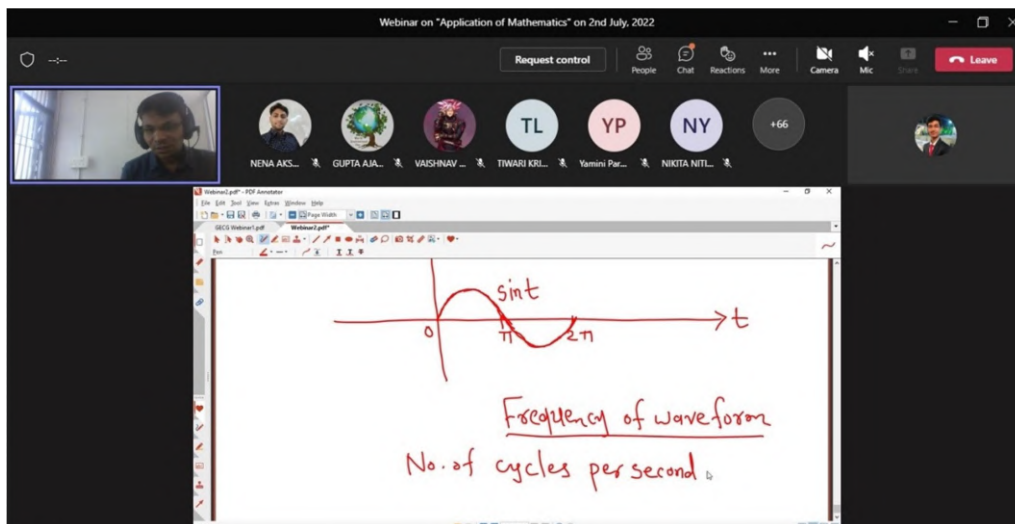 Webinar on "Application of Mathematics" on 2nd July, 2022
--:--
Request control
People
Chat
Reactions
More
Camera
Mic
Share
Leave
TL
YP
NY
+66
NENA AKS...
GUPTA AJA...
VAISHNAV ...
TIWARI KRI...
Yamini Par...
NIKITA NITI...
Webinar2.pdf* - PDF Annotator
File Edit Tool View Extras Window Help
Page Width
GECG Webinar1.pdf
Webinar2.pdf*
Pen
sint
0
π
2π
t
Frequency of waveform
No. of cycles per second